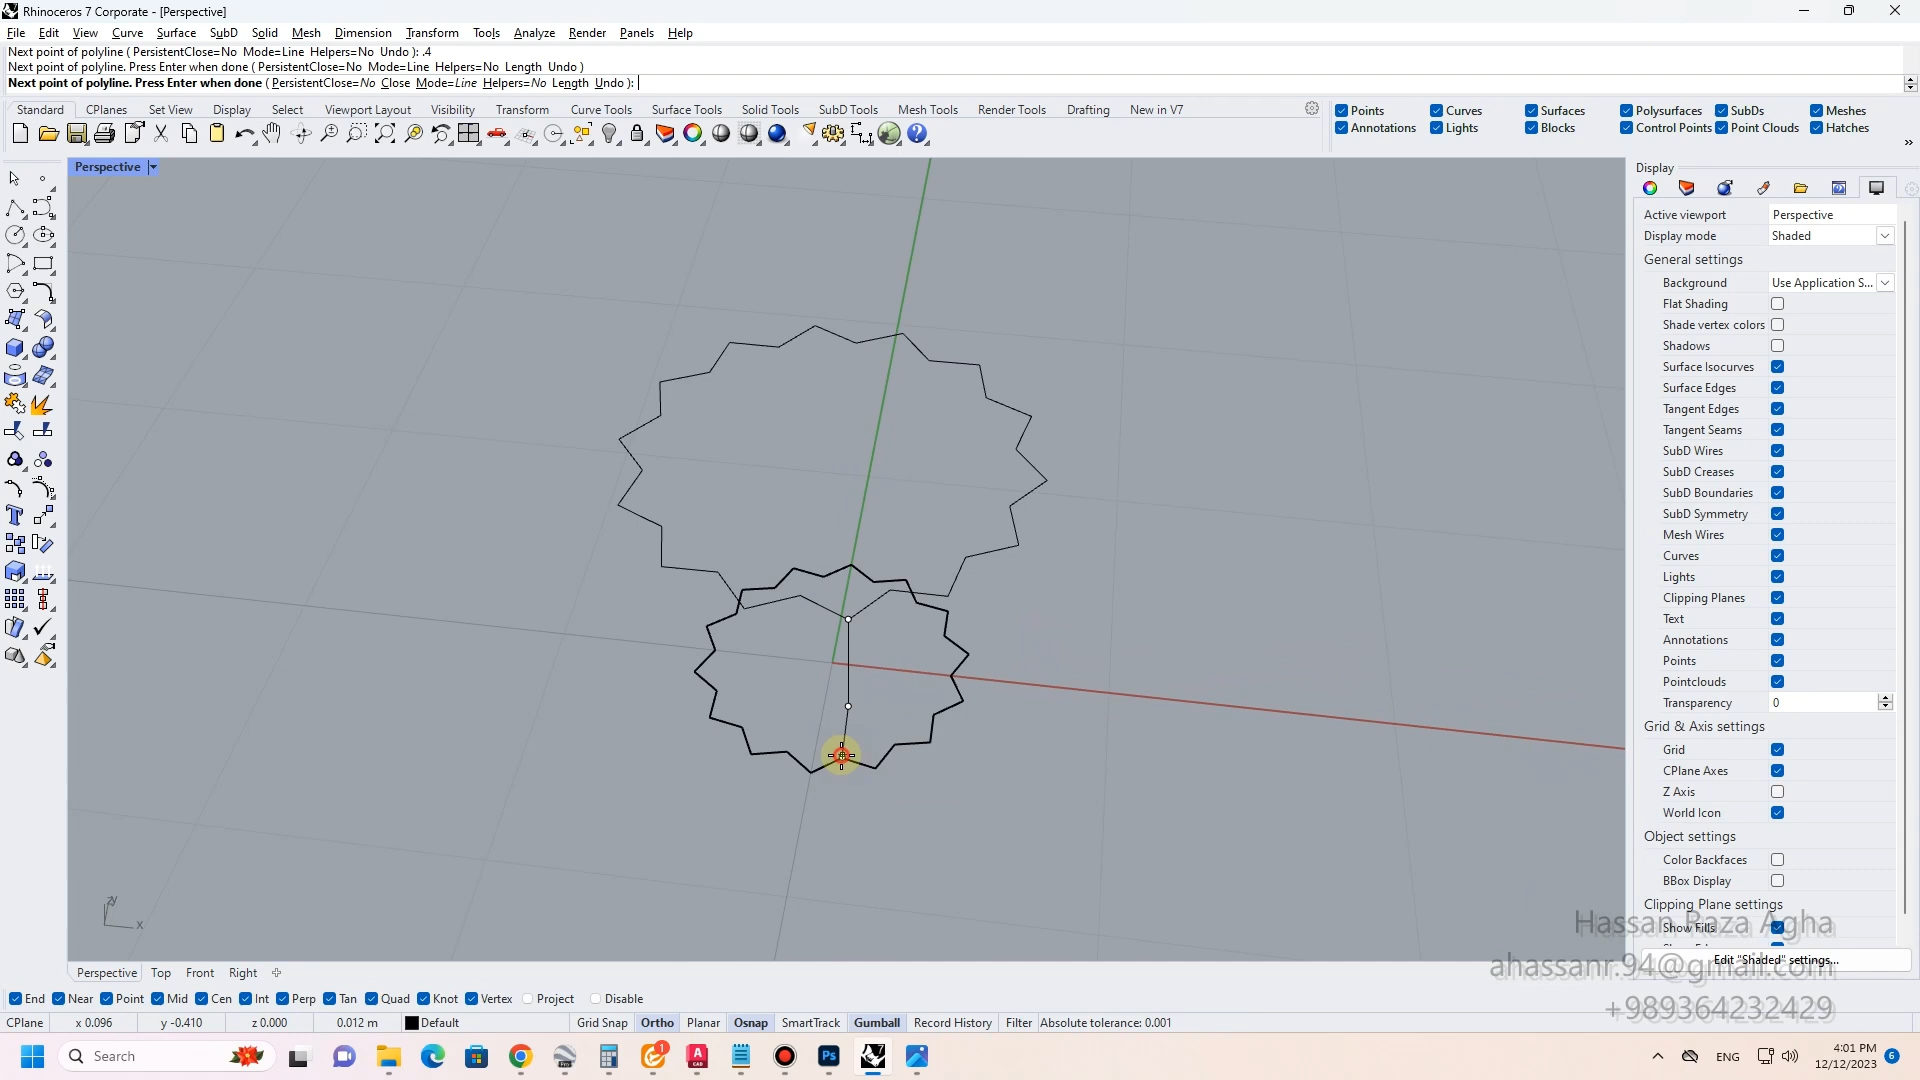 Rhinoceros 7 Corporate - [Perspective]
File Edit View Curve Surface SubD Solid Mesh Dimension Transform Tools Analyze Render Panels Help
Next point of polyline ( PersistentClose=No Mode=Line Helpers=No Undo ): .4
Next point of polyline. Press Enter when done ( PersistentClose=No Mode=Line Helpers=No Length Undo )
Next point of polyline. Press Enter when done ( PersistentClose=No Close Mode=Line Helpers=No Length Undo ):
Standard CPlanes Set View Display Select Viewport Layout Visibility Transform Curve Tools Surface Tools Solid Tools SubD Tools Mesh Tools Render Tools Drafting New in V7
Points Curves Surfaces Polysurfaces SubDs Meshes
Annotations Lights Blocks Control Points Point Clouds Hatches
Perspective
Display
Active viewport Perspective
Display mode Shaded
General settings
Background Use Application S...
Flat Shading
Shade vertex colors
Shadows
Surface Isocurves
Surface Edges
Tangent Edges
Tangent Seams
SubD Wires
SubD Creases
SubD Boundaries
SubD Symmetry
Mesh Wires
Curves
Lights
Clipping Planes
Text
Annotations
Points
Pointclouds
Transparency 0
Grid & Axis settings
Grid
CPlane Axes
Z Axis
World Icon
Object settings
Color Backfaces
BBox Display
Clipping Plane settings
Show Fills
Edit "Shaded" settings...
Hassan Raza Agha
ahassanr.94@gmail.com
+989364232429
x
Perspective Top Front Right
End Near Point Mid Cen Int Perp Tan Quad Knot Vertex Project Disable
CPlane x 0.096 y -0.410 z 0.000 0.012 m Default Grid Snap Ortho Planar Osnap SmartTrack Gumball Record History Filter Absolute tolerance: 0.001
Search
1
Ps
ENG
4:01 PM
12/12/2023
6